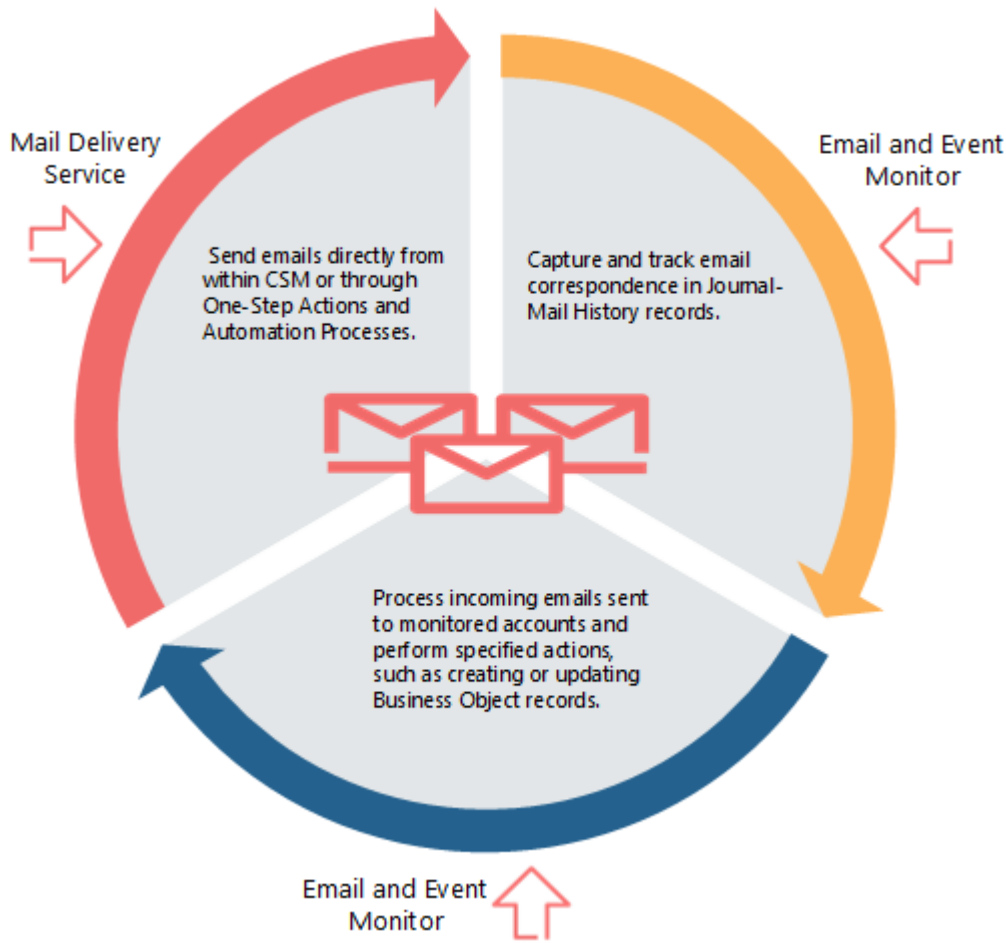 Mail Delivery
Service
Email and Event
Monitor
Send emails directly from
within CSM or through
One-Step Actions and
Automation Processes.
Capture and track email
correspondence in Journal-
Mail History records.
Process incoming emails sent
to monitored accounts and
perform specified actions,
such as creating or updating
Business Object records.
Email and Event
Monitor